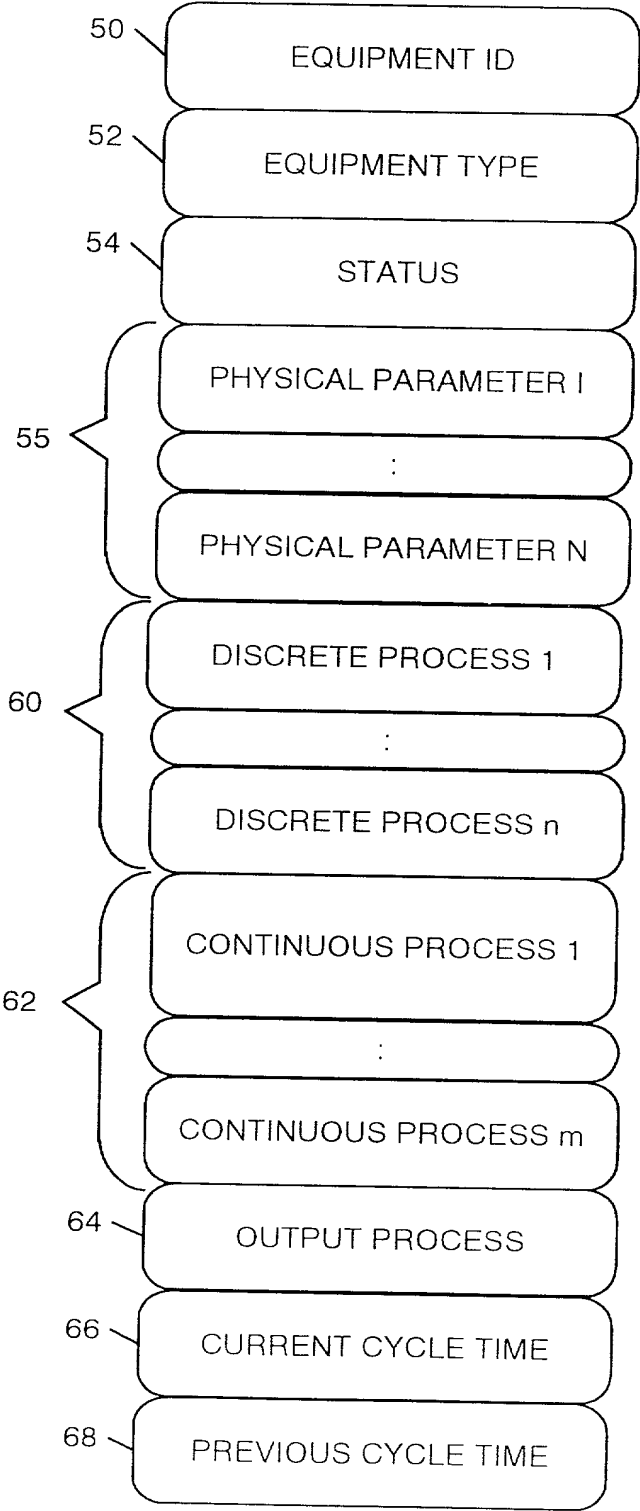 50
EQUIPMENT ID
52
EQUIPMENT TYPE
54
STATUS
55
PHYSICAL PARAMETER I
:
PHYSICAL PARAMETER N
60
DISCRETE PROCESS 1
:
DISCRETE PROCESS n
62
CONTINUOUS PROCESS 1
:
CONTINUOUS PROCESS m
64
OUTPUT PROCESS
66
CURRENT CYCLE TIME
68
PREVIOUS CYCLE TIME